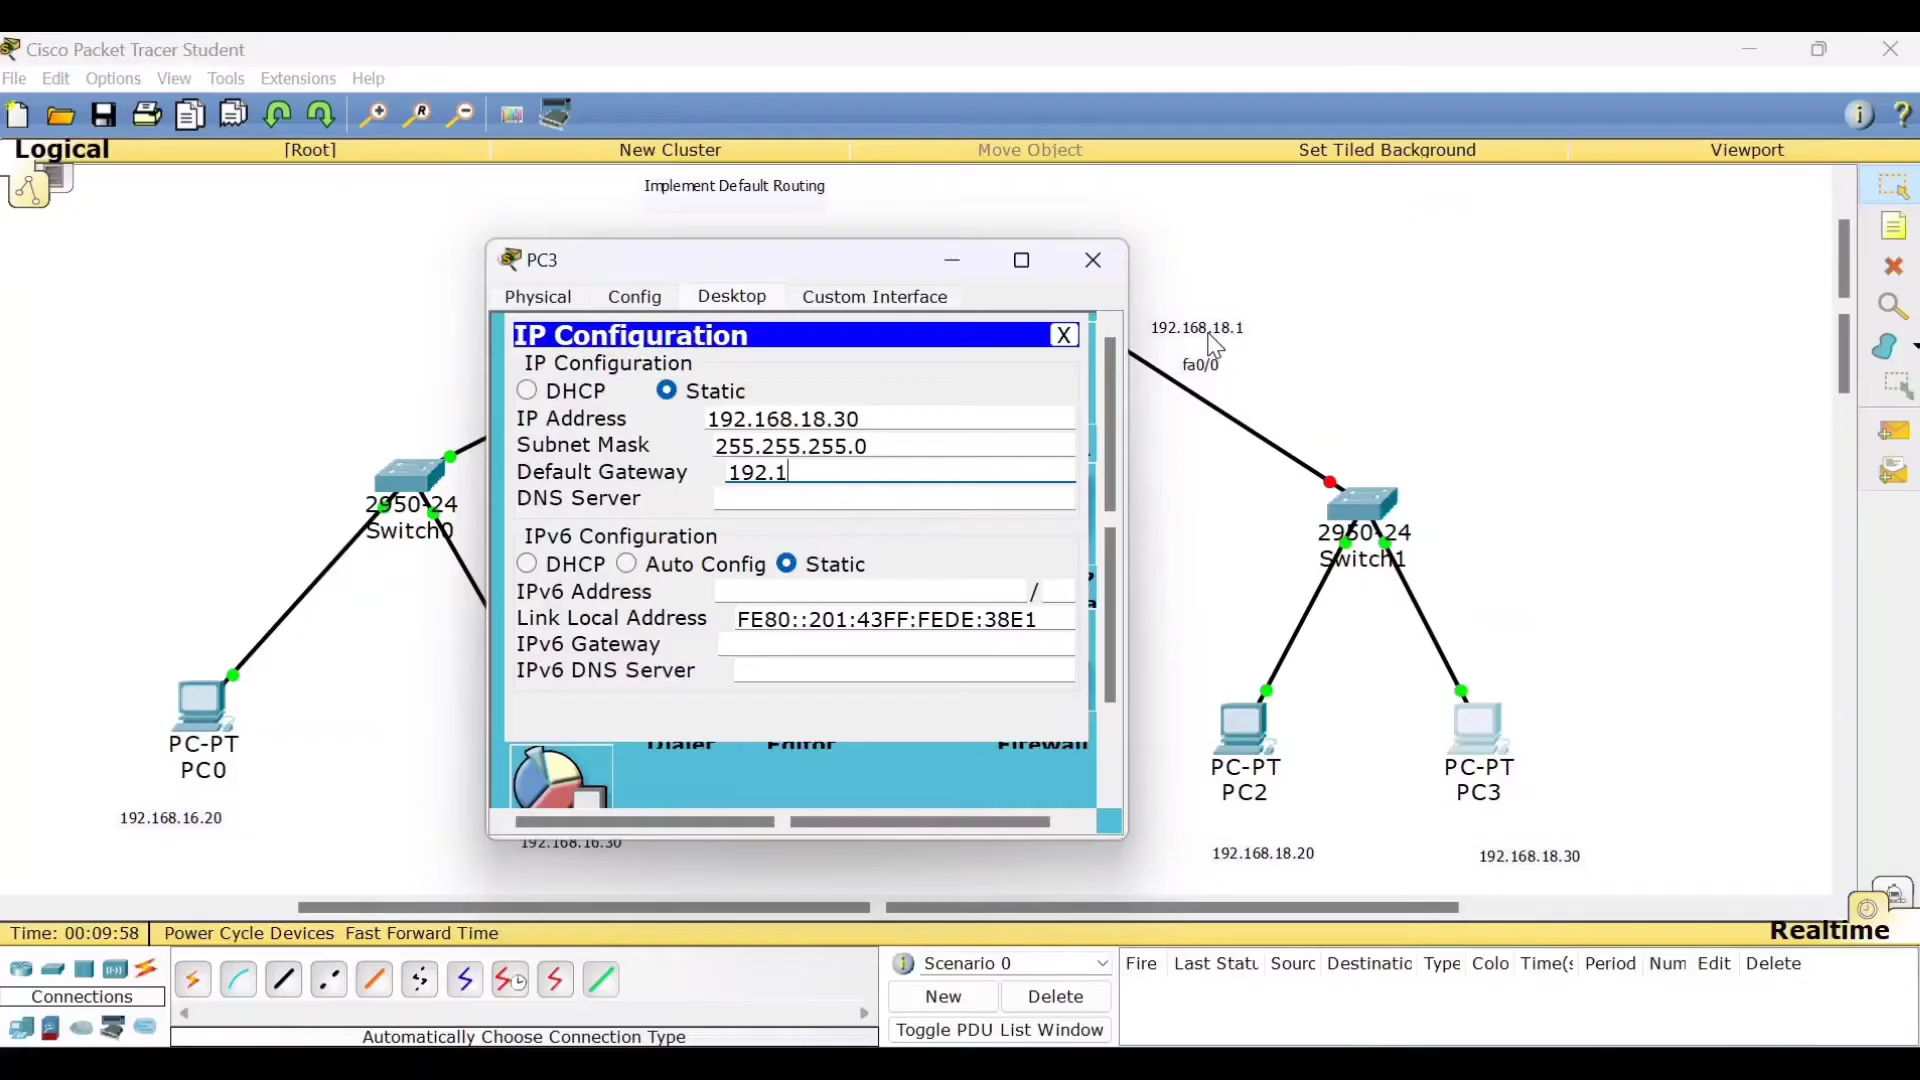 Cisco Packet Tracer Student
File Edit Options View Tools Extensions Help
Logical [Root] New Cluster Move Object Set Tiled Background Viewport
Implement Default Routing
PC3
Physical Config Desktop Custom Interface
IP Configuration X
IP Configuration
DHCP Static
IP Address 192.168.18.30
Subnet Mask 255.255.255.0
Default Gateway 192.1
DNS Server
IPv6 Configuration
DHCP Auto Config Static
IPv6 Address /
Link Local Address FE80::201:43FF:FEDE:38E1
IPv6 Gateway
IPv6 DNS Server
Dialer Editor Firewall
192.168.18.1
fa0/0
2950-24
Switch0
2950-24
Switch1
PC-PT
PC0
192.168.16.20
192.168.16.30
PC-PT
PC2
192.168.18.20
PC-PT
PC3
192.168.18.30
Time: 00:09:58 Power Cycle Devices Fast Forward Time Realtime
Connections
Automatically Choose Connection Type
Scenario 0
New Delete
Toggle PDU List Window
Fire Last Statu Sourc Destinatic Type Colo Time(s Period Num Edit Delete